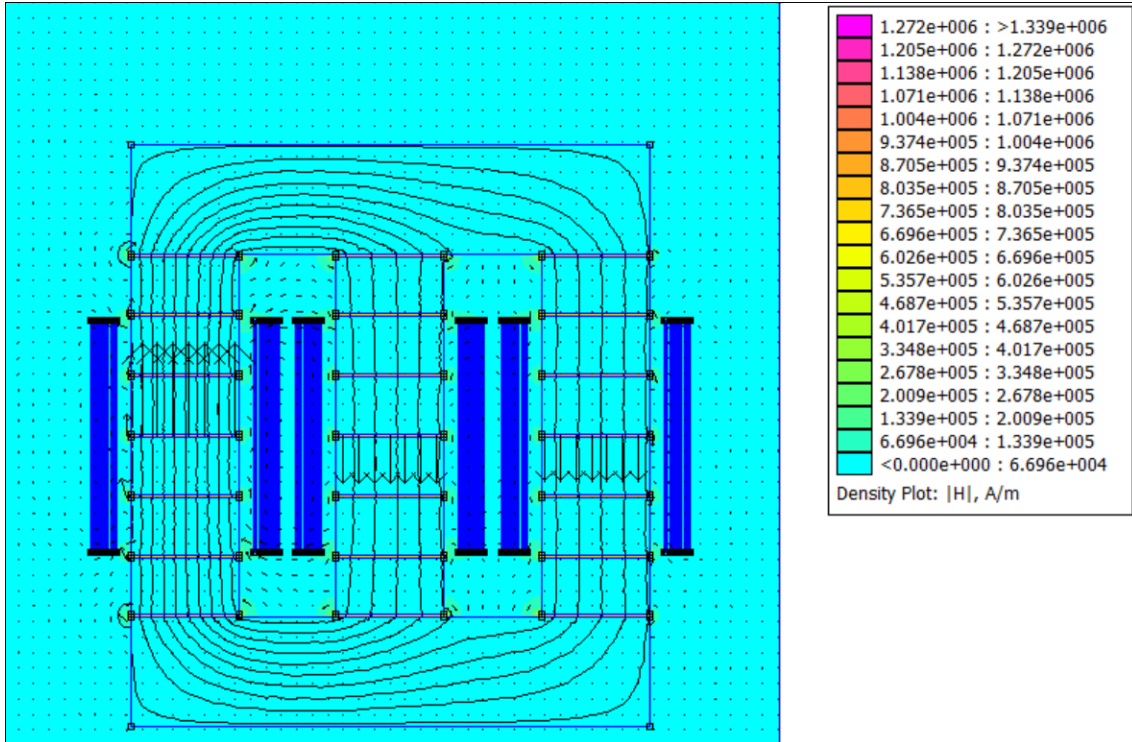 1.272e+006 : >1.339e+006
1.205e+006 : 1.272e+006
1.138e+006 : 1.205e+006
1.071e+006 : 1.138e+006
1.004e+006 : 1.071e+006
9.374e+005 : 1.004e+006
8.705e+005 : 9.374e+005
8.035e+005 : 8.705e+005
7.365e+005 : 8.035e+005
6.696e+005 : 7.365e+005
6.026e+005 : 6.696e+005
5.357e+005 : 6.026e+005
4.687e+005 : 5.357e+005
4.017e+005 : 4.687e+005
3.348e+005 : 4.017e+005
2.678e+005 : 3.348e+005
2.009e+005 : 2.678e+005
1.339e+005 : 2.009e+005
6.696e+004 : 1.339e+005
<0.000e+000 : 6.696e+004
Density Plot: |H|, A/m